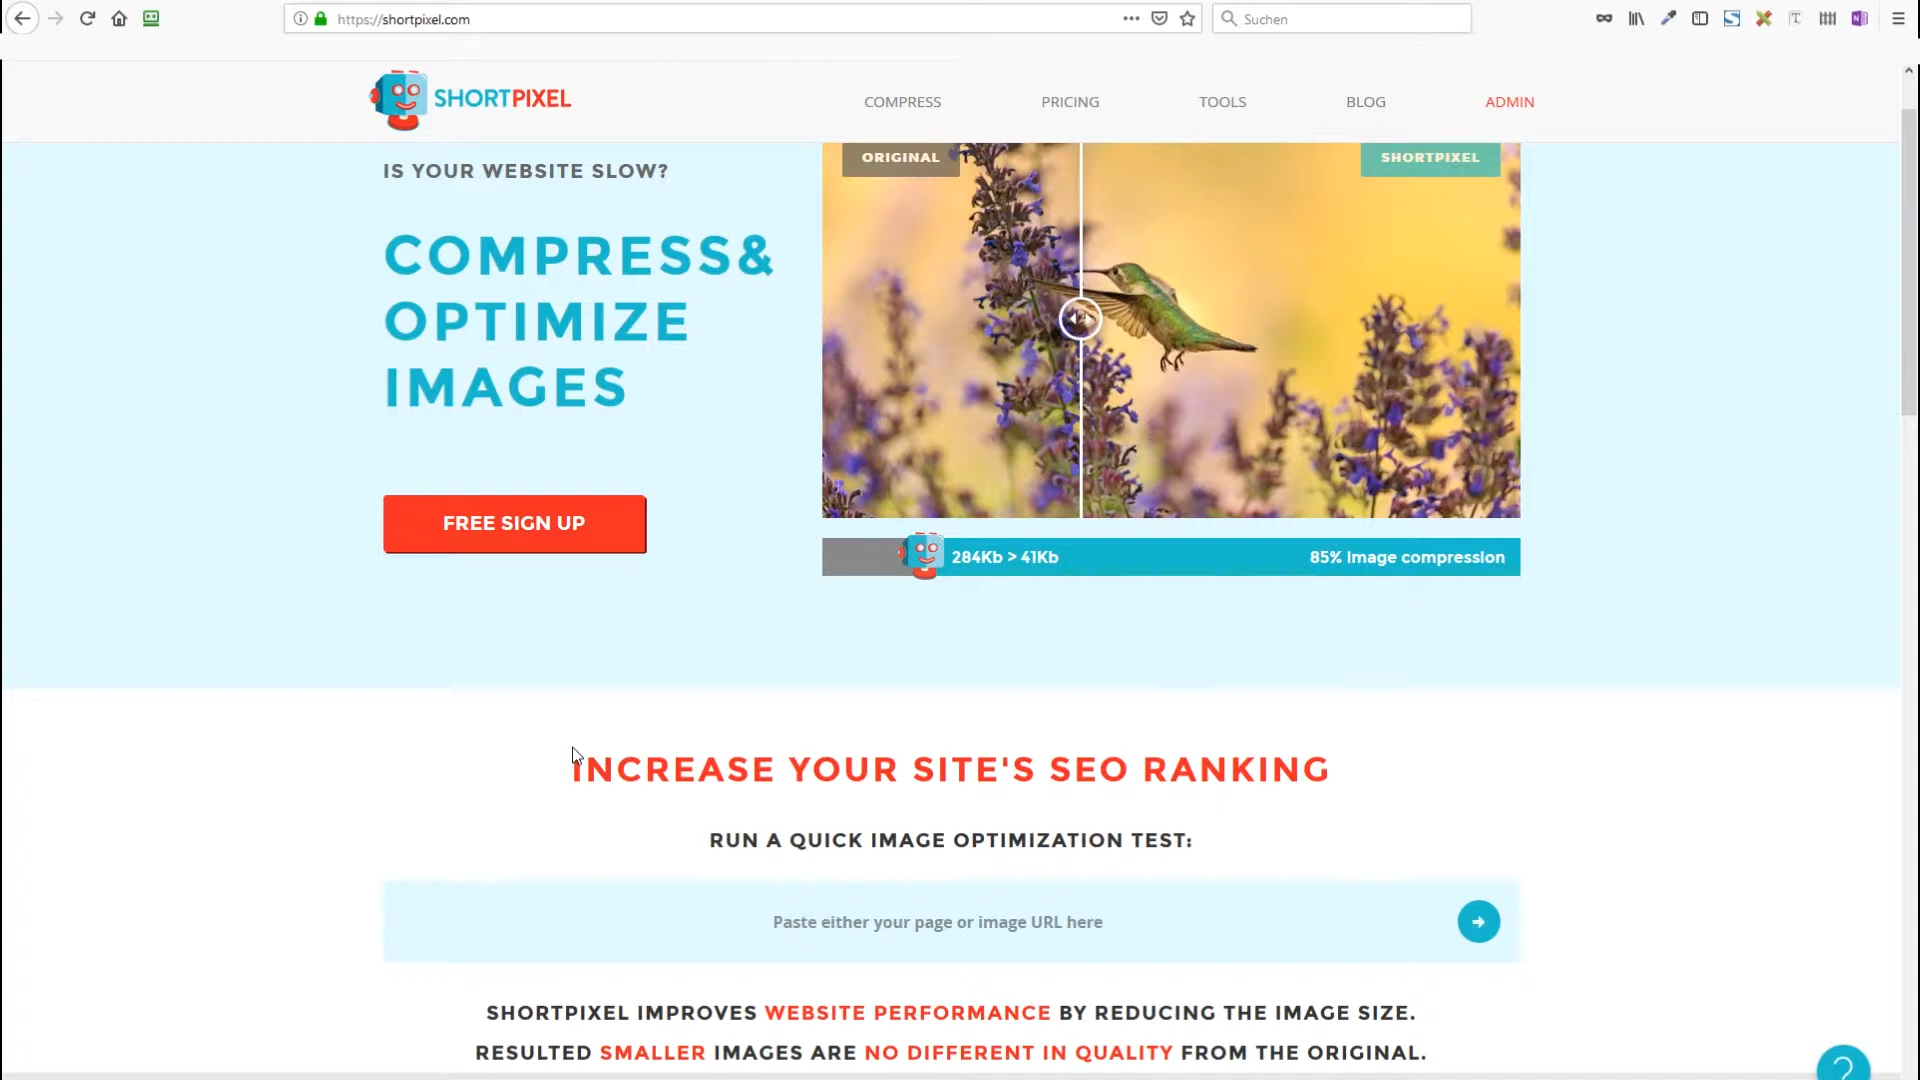 https://shortpixel.com
Suchen
SHORTPIXEL
COMPRESS
PRICING
TOOLS
BLOG
ADMIN
IS YOUR WEBSITE SLOW?
COMPRESS&
OPTIMIZE
IMAGES
FREE SIGN UP
ORIGINAL
SHORTPIXEL
284Kb > 41Kb
85% Image compression
INCREASE YOUR SITE'S SEO RANKING
RUN A QUICK IMAGE OPTIMIZATION TEST:
Paste either your page or image URL here
SHORTPIXEL IMPROVES WEBSITE PERFORMANCE BY REDUCING THE IMAGE SIZE.
RESULTED SMALLER IMAGES ARE NO DIFFERENT IN QUALITY FROM THE ORIGINAL.
?